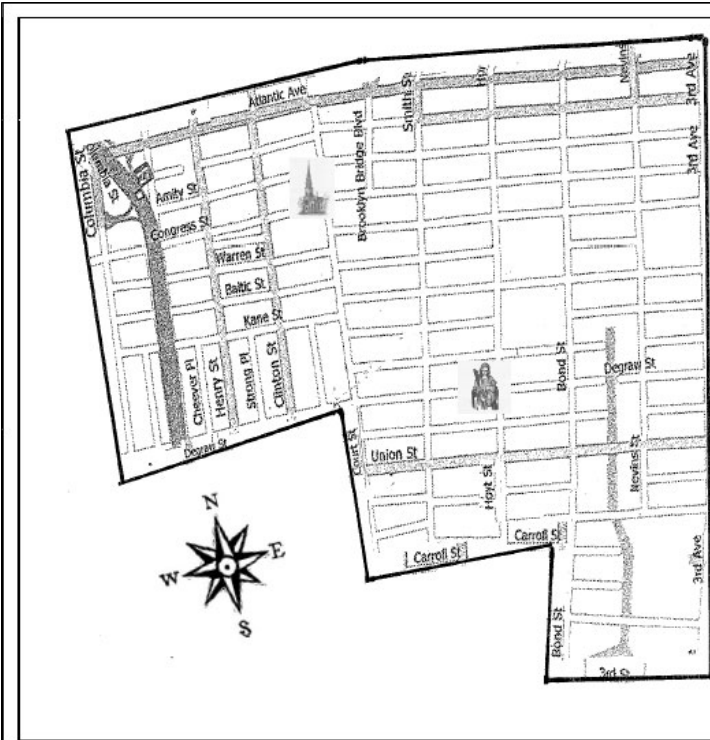 Nevins
3rd Ave
Smith St
Atlantic Ave
Brooklyn Bridge Blvd
Columbia St
Columbia St
3rd Ave
Amity St
Congress St
Warren St
Baltic St
Kane St
Cheever Pl
Henry St
Strong Pl
Clinton St
Bond St
Degraw St
Degraw St
Court St
Union St
Nevins St
Hoyt St
Carroll St
Carroll St
3rd Ave
Bond St
3rd St
N
E
W
S